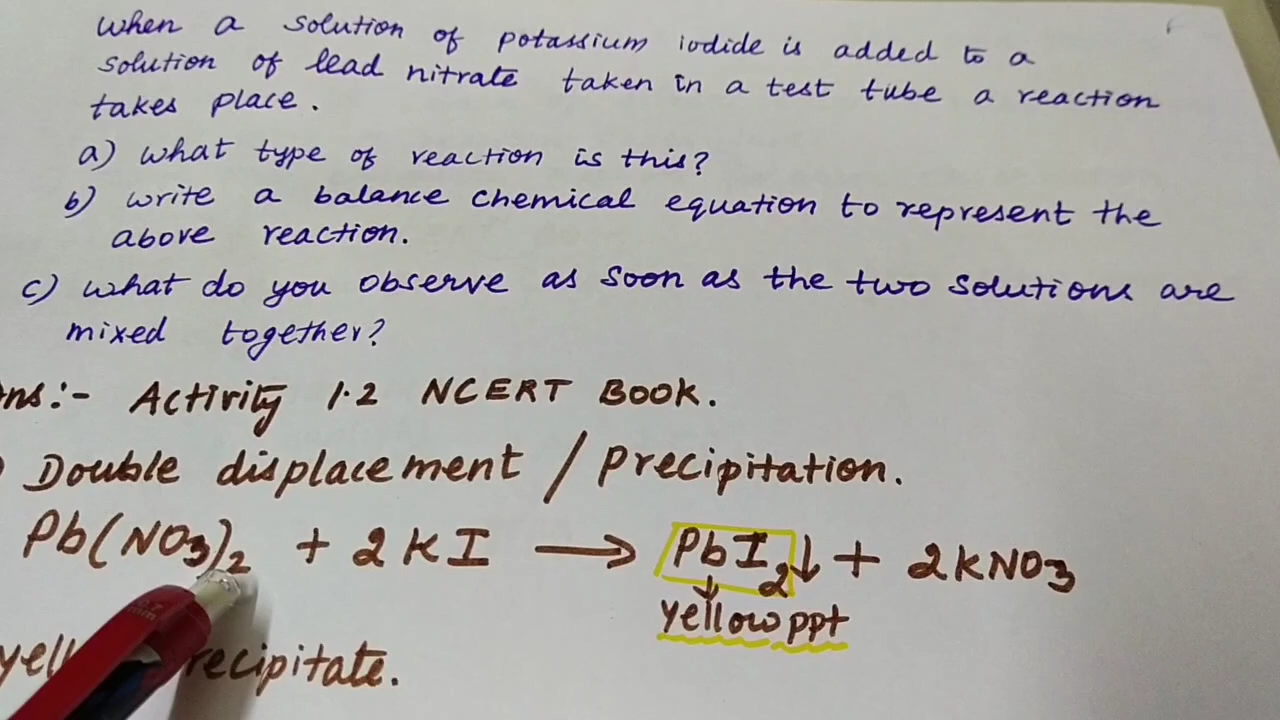 when a solution of potassium iodide is added to a
solution of lead nitrate taken in a test tube a reaction
takes place.
a) what type of reaction is this?
b) write a balance chemical equation to represent the
above reaction.
c) what do you observe as soon as the two solutions are
mixed together?
ns:- Activity 1.2 NCERT BOOK.
) Double displacement / Precipitation.
Pb(NO3)2 + 2KI → PbI2↓ + 2KNO3
↓
yellow ppt
yell recipitate.